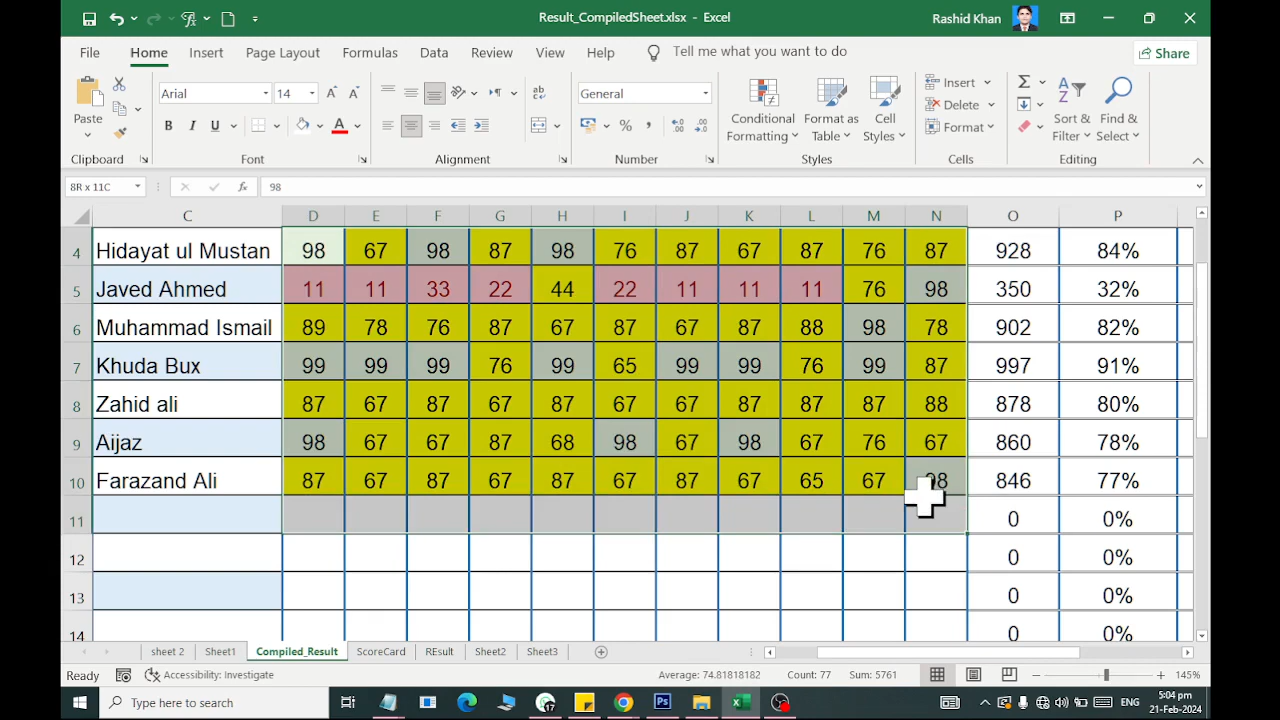 Result_CompiledSheet.xlsx - Excel
Rashid Khan
File Home Insert Page Layout Formulas Data Review View Help Tell me what you want to do Share
Paste
Clipboard
Arial 14
B I U
Font
Alignment
General
Number
Conditional Formatting
Format as Table
Cell Styles
Styles
Insert
Delete
Format
Cells
Sort & Filter
Find & Select
Editing
8R x 11C fx 98
C D E F G H I J K L M N O P
4 Hidayat ul Mustan 98 67 98 87 98 76 87 67 87 76 87 928 84%
5 Javed Ahmed 11 11 33 22 44 22 11 11 11 76 98 350 32%
6 Muhammad Ismail 89 78 76 87 67 87 67 87 88 98 78 902 82%
7 Khuda Bux 99 99 99 76 99 65 99 99 76 99 87 997 91%
8 Zahid ali 87 67 87 67 87 67 67 87 87 87 88 878 80%
9 Aijaz 98 67 67 87 68 98 67 98 67 76 67 860 78%
10 Farazand Ali 87 67 67 67 87 67 87 67 65 67 98 846 77%
11 0 0%
12 0 0%
13 0 0%
14 0 0%
sheet 2 Sheet1 Compiled_Result ScoreCard REsult Sheet2 Sheet3
Ready Accessibility: Investigate Average: 74.81818182 Count: 77 Sum: 5761 145%
Type here to search
17
ENG
5:04 pm
21-Feb-2024